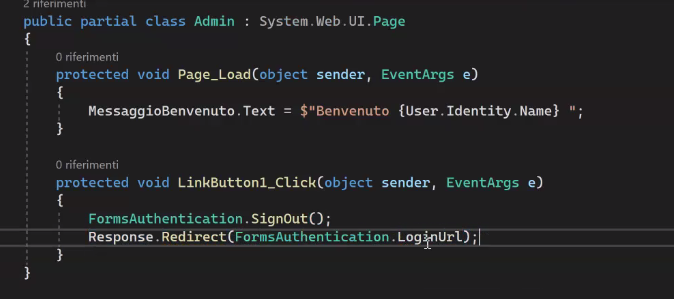 2 riferimenti
public partial class Admin : System.Web.UI.Page
{
0 riferimenti
protected void Page_Load(object sender, EventArgs e)
{
MessaggioBenvenuto.Text = $"Benvenuto {User.Identity.Name} ";
}
0 riferimenti
protected void LinkButton1_Click(object sender, EventArgs e)
{
FormsAuthentication.SignOut();
Response.Redirect(FormsAuthentication.LoginUrl);
}
}